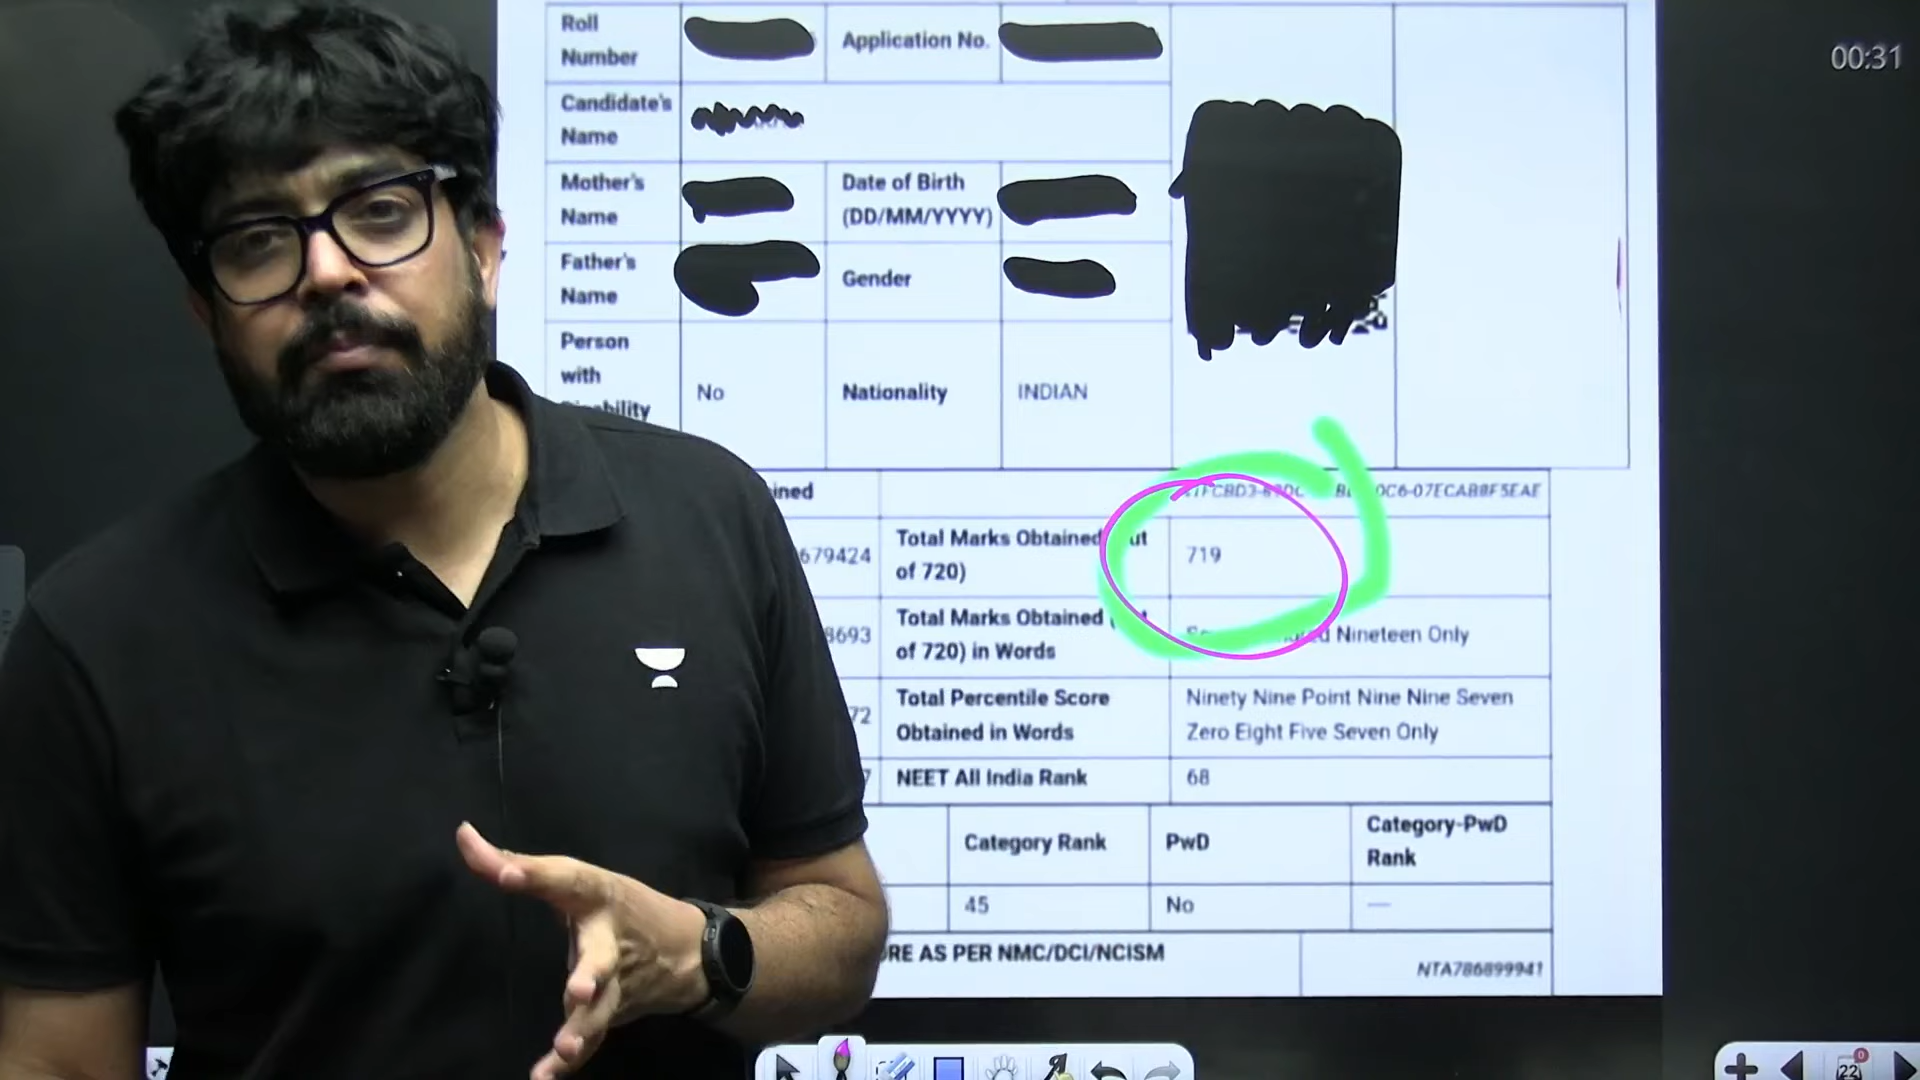 00:31
Roll
Number
Application No.
Candidate's
Name
Mother's
Name
Date of Birth
(DD/MM/YYYY)
Father's
Name
Gender
Person
with
No
Nationality
INDIAN
0C6-07ECAB8F5EAE
679424
Total Marks Obtained
of 720)
719
8693
Total Marks Obtained
of 720) in Words
Nineteen Only
72
Total Percentile Score
Obtained in Words
Ninety Nine Point Nine Nine Seven
Zero Eight Five Seven Only
NEET All India Rank
68
Category Rank
PwD
Category-PwD
Rank
45
No
—
AS PER NMC/DCI/NCISM
NTA786899941
22
0